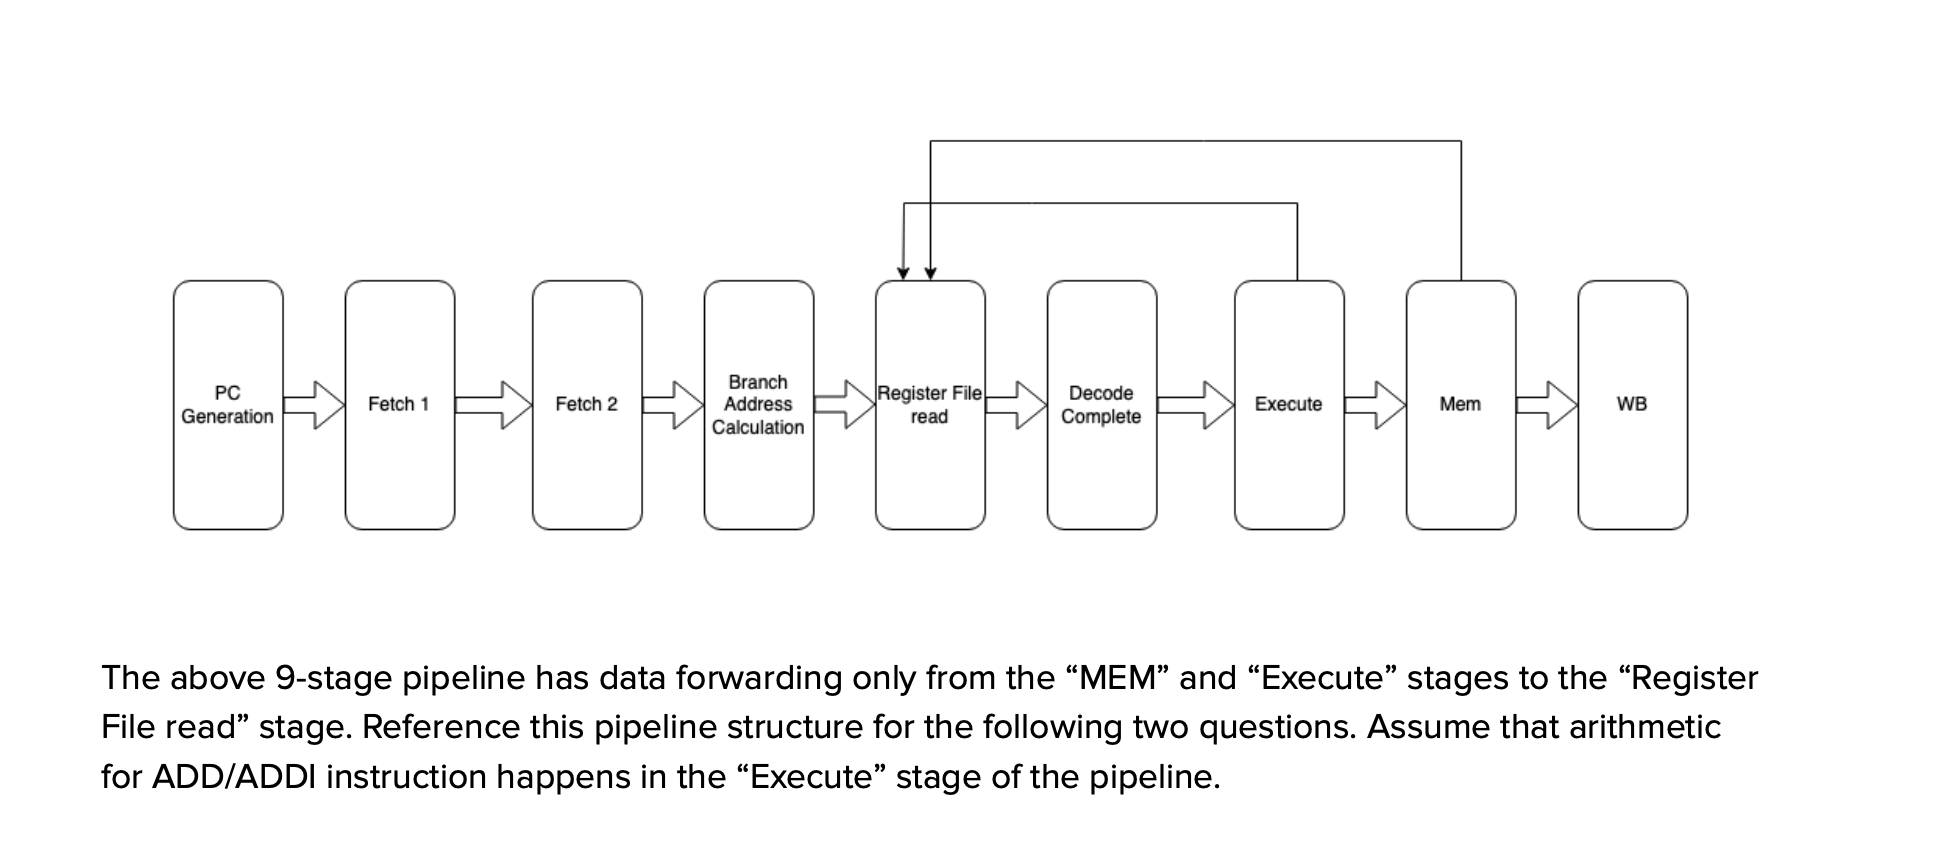 PC
Generation
Fetch 1
Fetch 2
Branch
Address
Calculation
Register File
read
Decode
Complete
Execute
Mem
WB
The above 9-stage pipeline has data forwarding only from the “MEM” and “Execute” stages to the “Register
File read” stage. Reference this pipeline structure for the following two questions. Assume that arithmetic
for ADD/ADDI instruction happens in the “Execute” stage of the pipeline.